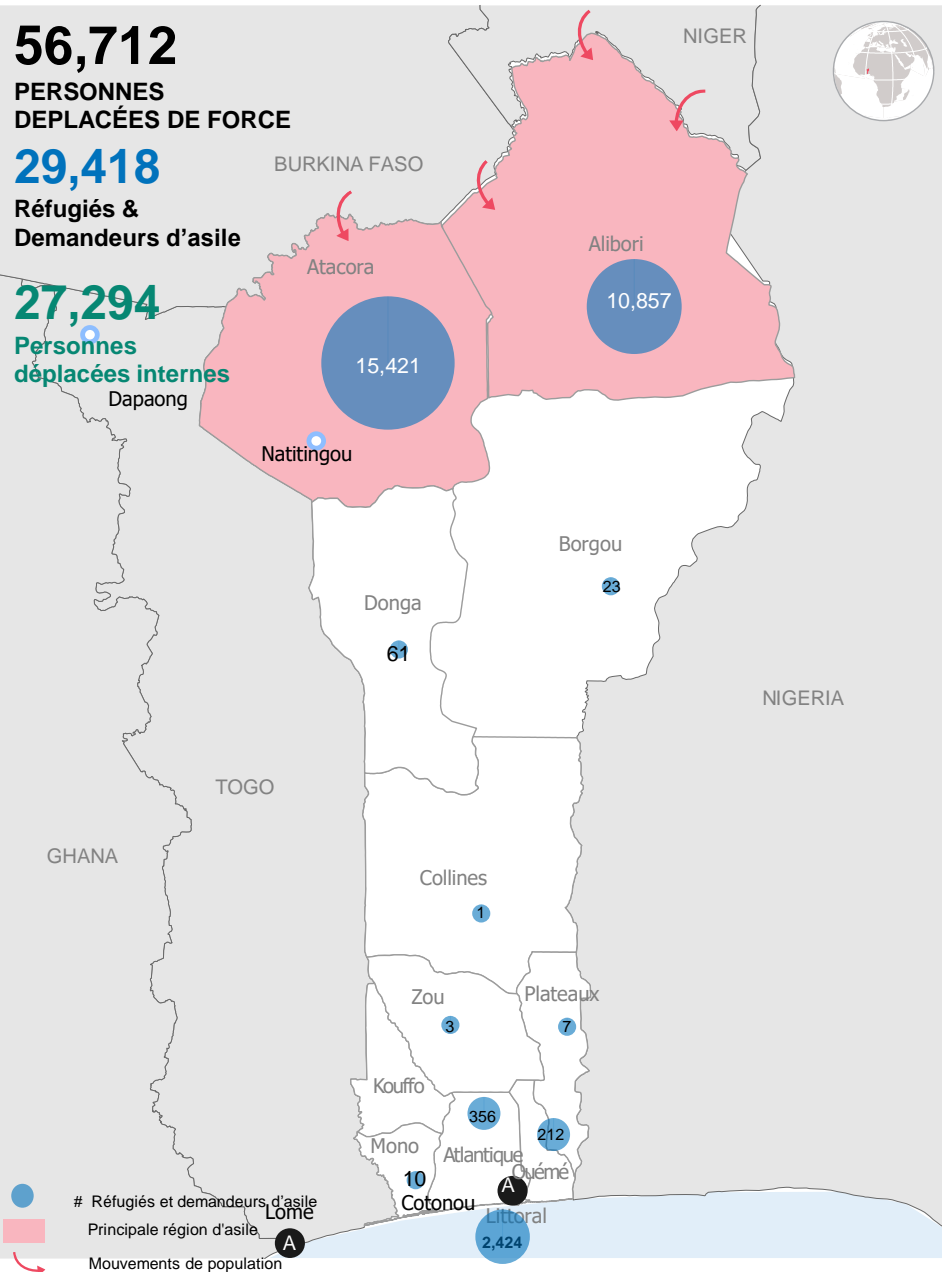 56,712
PERSONNES
DEPLACÉES DE FORCE
29,418
Réfugiés &
Demandeurs d'asile
27,294
Personnes
déplacées internes
NIGER
BURKINA FASO
Alibori
10,857
Atacora
15,421
Dapaong
Natitingou
Borgou
23
Donga
61
NIGERIA
TOGO
GHANA
Collines
1
Zou
3
Plateaux
7
Kouffo
356
212
Mono
Atlantique
Ouémé
10
A
Cotonou
Littoral
2,424
Lomé
A
# Réfugiés et demandeurs d'asile
Principale région d'asile
Mouvements de population